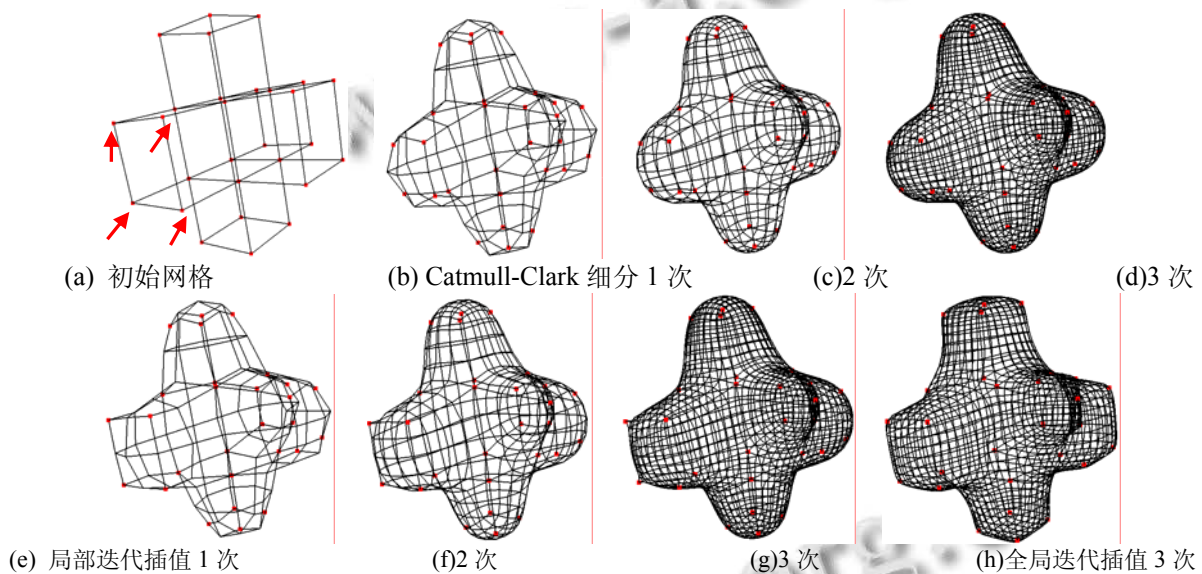 (a) 初始网格
(b) Catmull-Clark 细分 1 次
(c)2 次
(d)3 次
(e) 局部迭代插值 1 次
(f)2 次
(g)3 次
(h)全局迭代插值 3 次